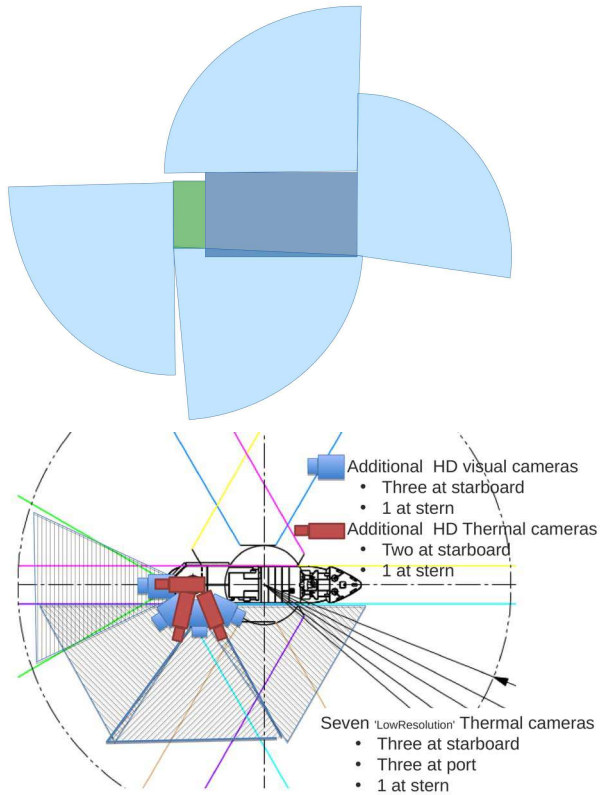 Additional  HD visual cameras
• Three at starboard
• 1 at stern
Additional  HD Thermal cameras
• Two at starboard
• 1 at stern
Seven 'LowResolution' Thermal cameras
• Three at starboard
• Three at port
• 1 at stern